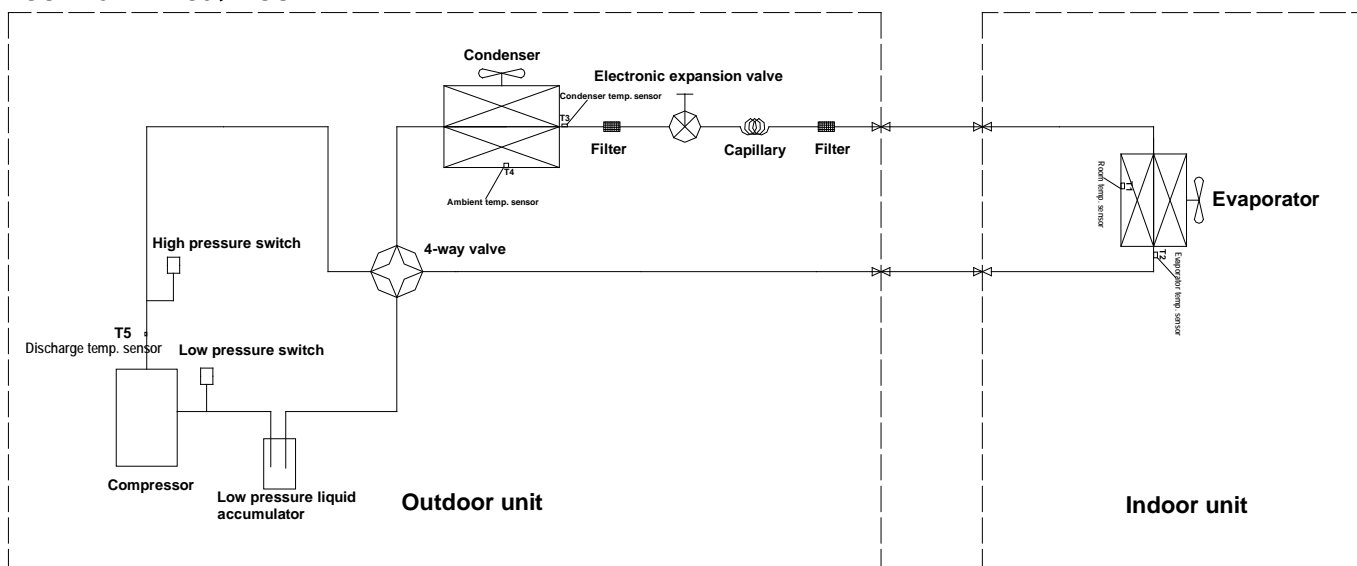 Condenser
Electronic expansion valve
Condenser temp. sensor
T3
Filter
Capillary
Filter
T4
Ambient temp. sensor
Room temp. sensor
T1
Evaporator
T2
Evaporator temp. sensor
4-way valve
High pressure switch
T5
Discharge temp. sensor
Low pressure switch
Compressor
Low pressure liquid
accumulator
Outdoor unit
Indoor unit